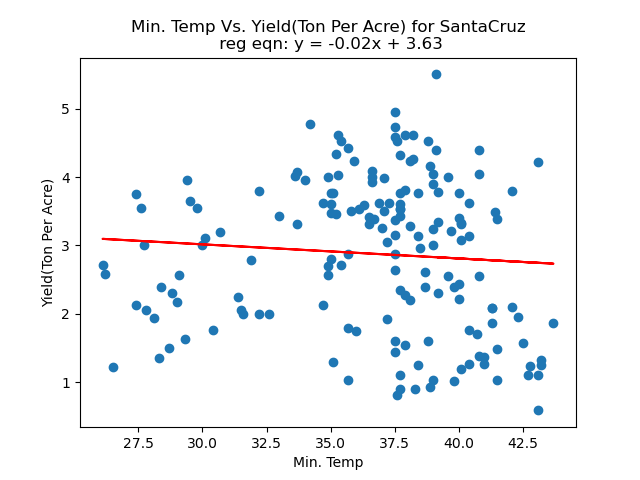 Min. Temp Vs. Yield(Ton Per Acre) for SantaCruz
reg eqn: y = -0.02x + 3.63
Yield(Ton Per Acre)
5
4
3
2
1
27.5 30.0 32.5 35.0 37.5 40.0 42.5
Min. Temp